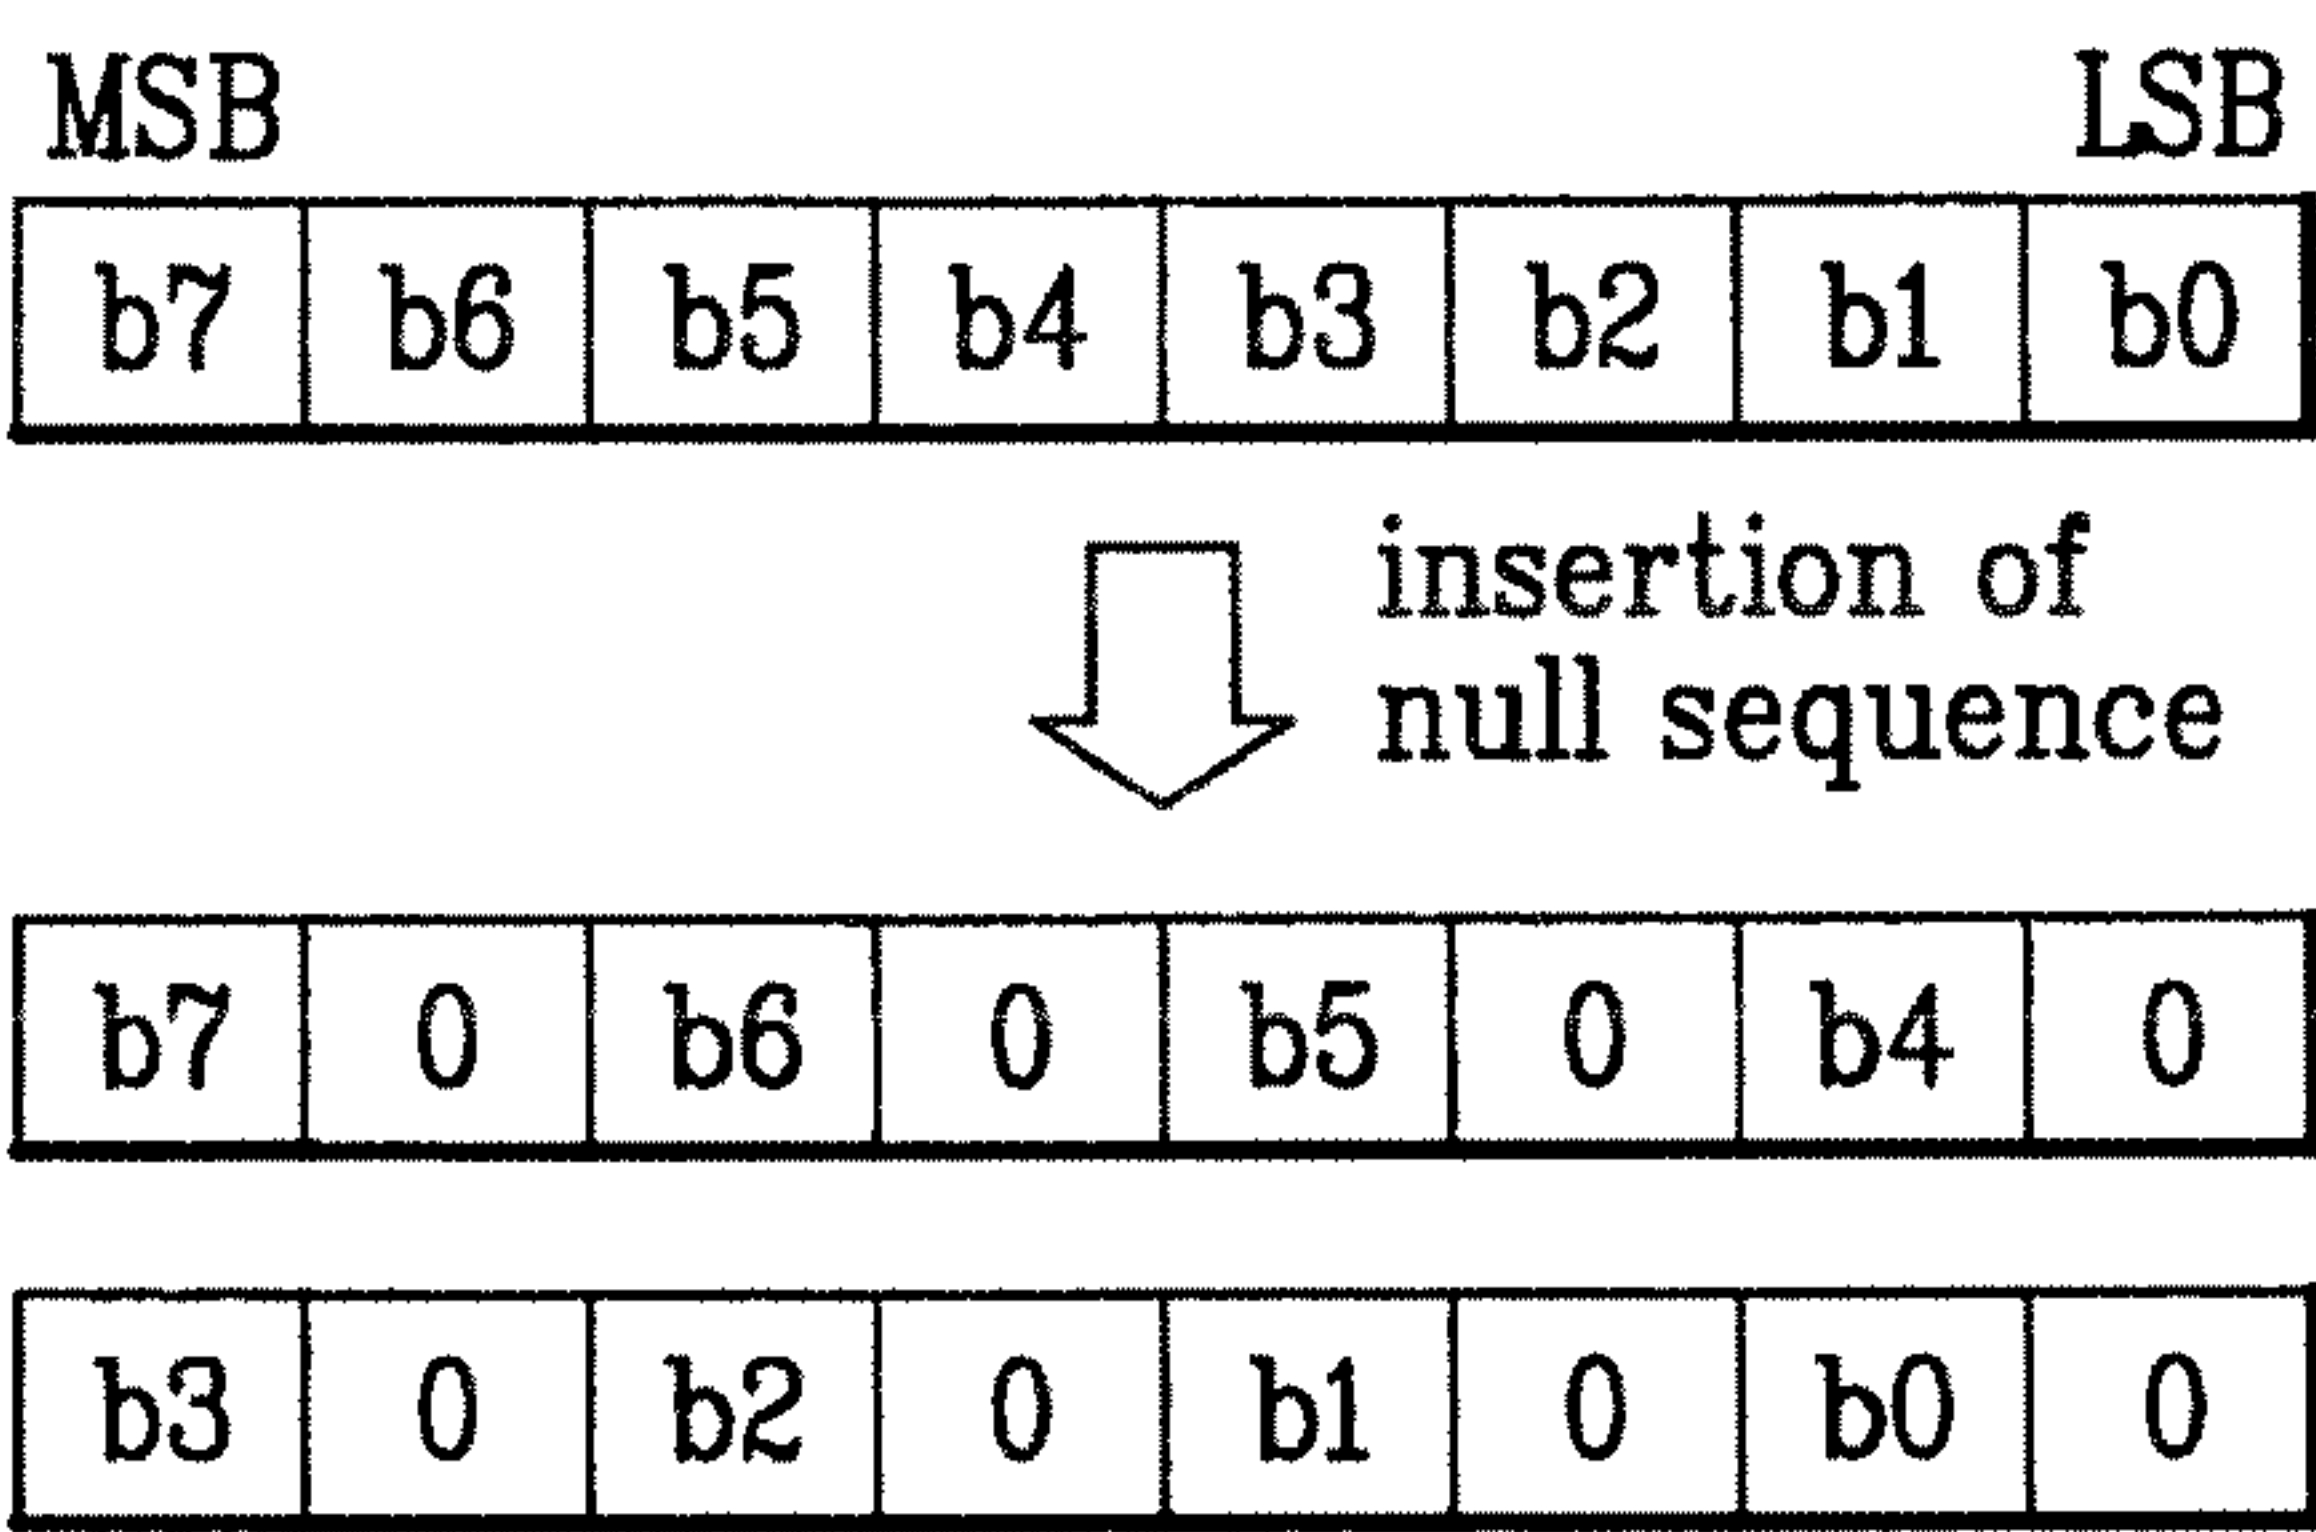 MSB LSB
b7 b6 b5 b4 b3 b2 b1 b0
insertion of
null sequence
b7 0 b6 0 b5 0 b4 0
b3 0 b2 0 b1 0 b0 0